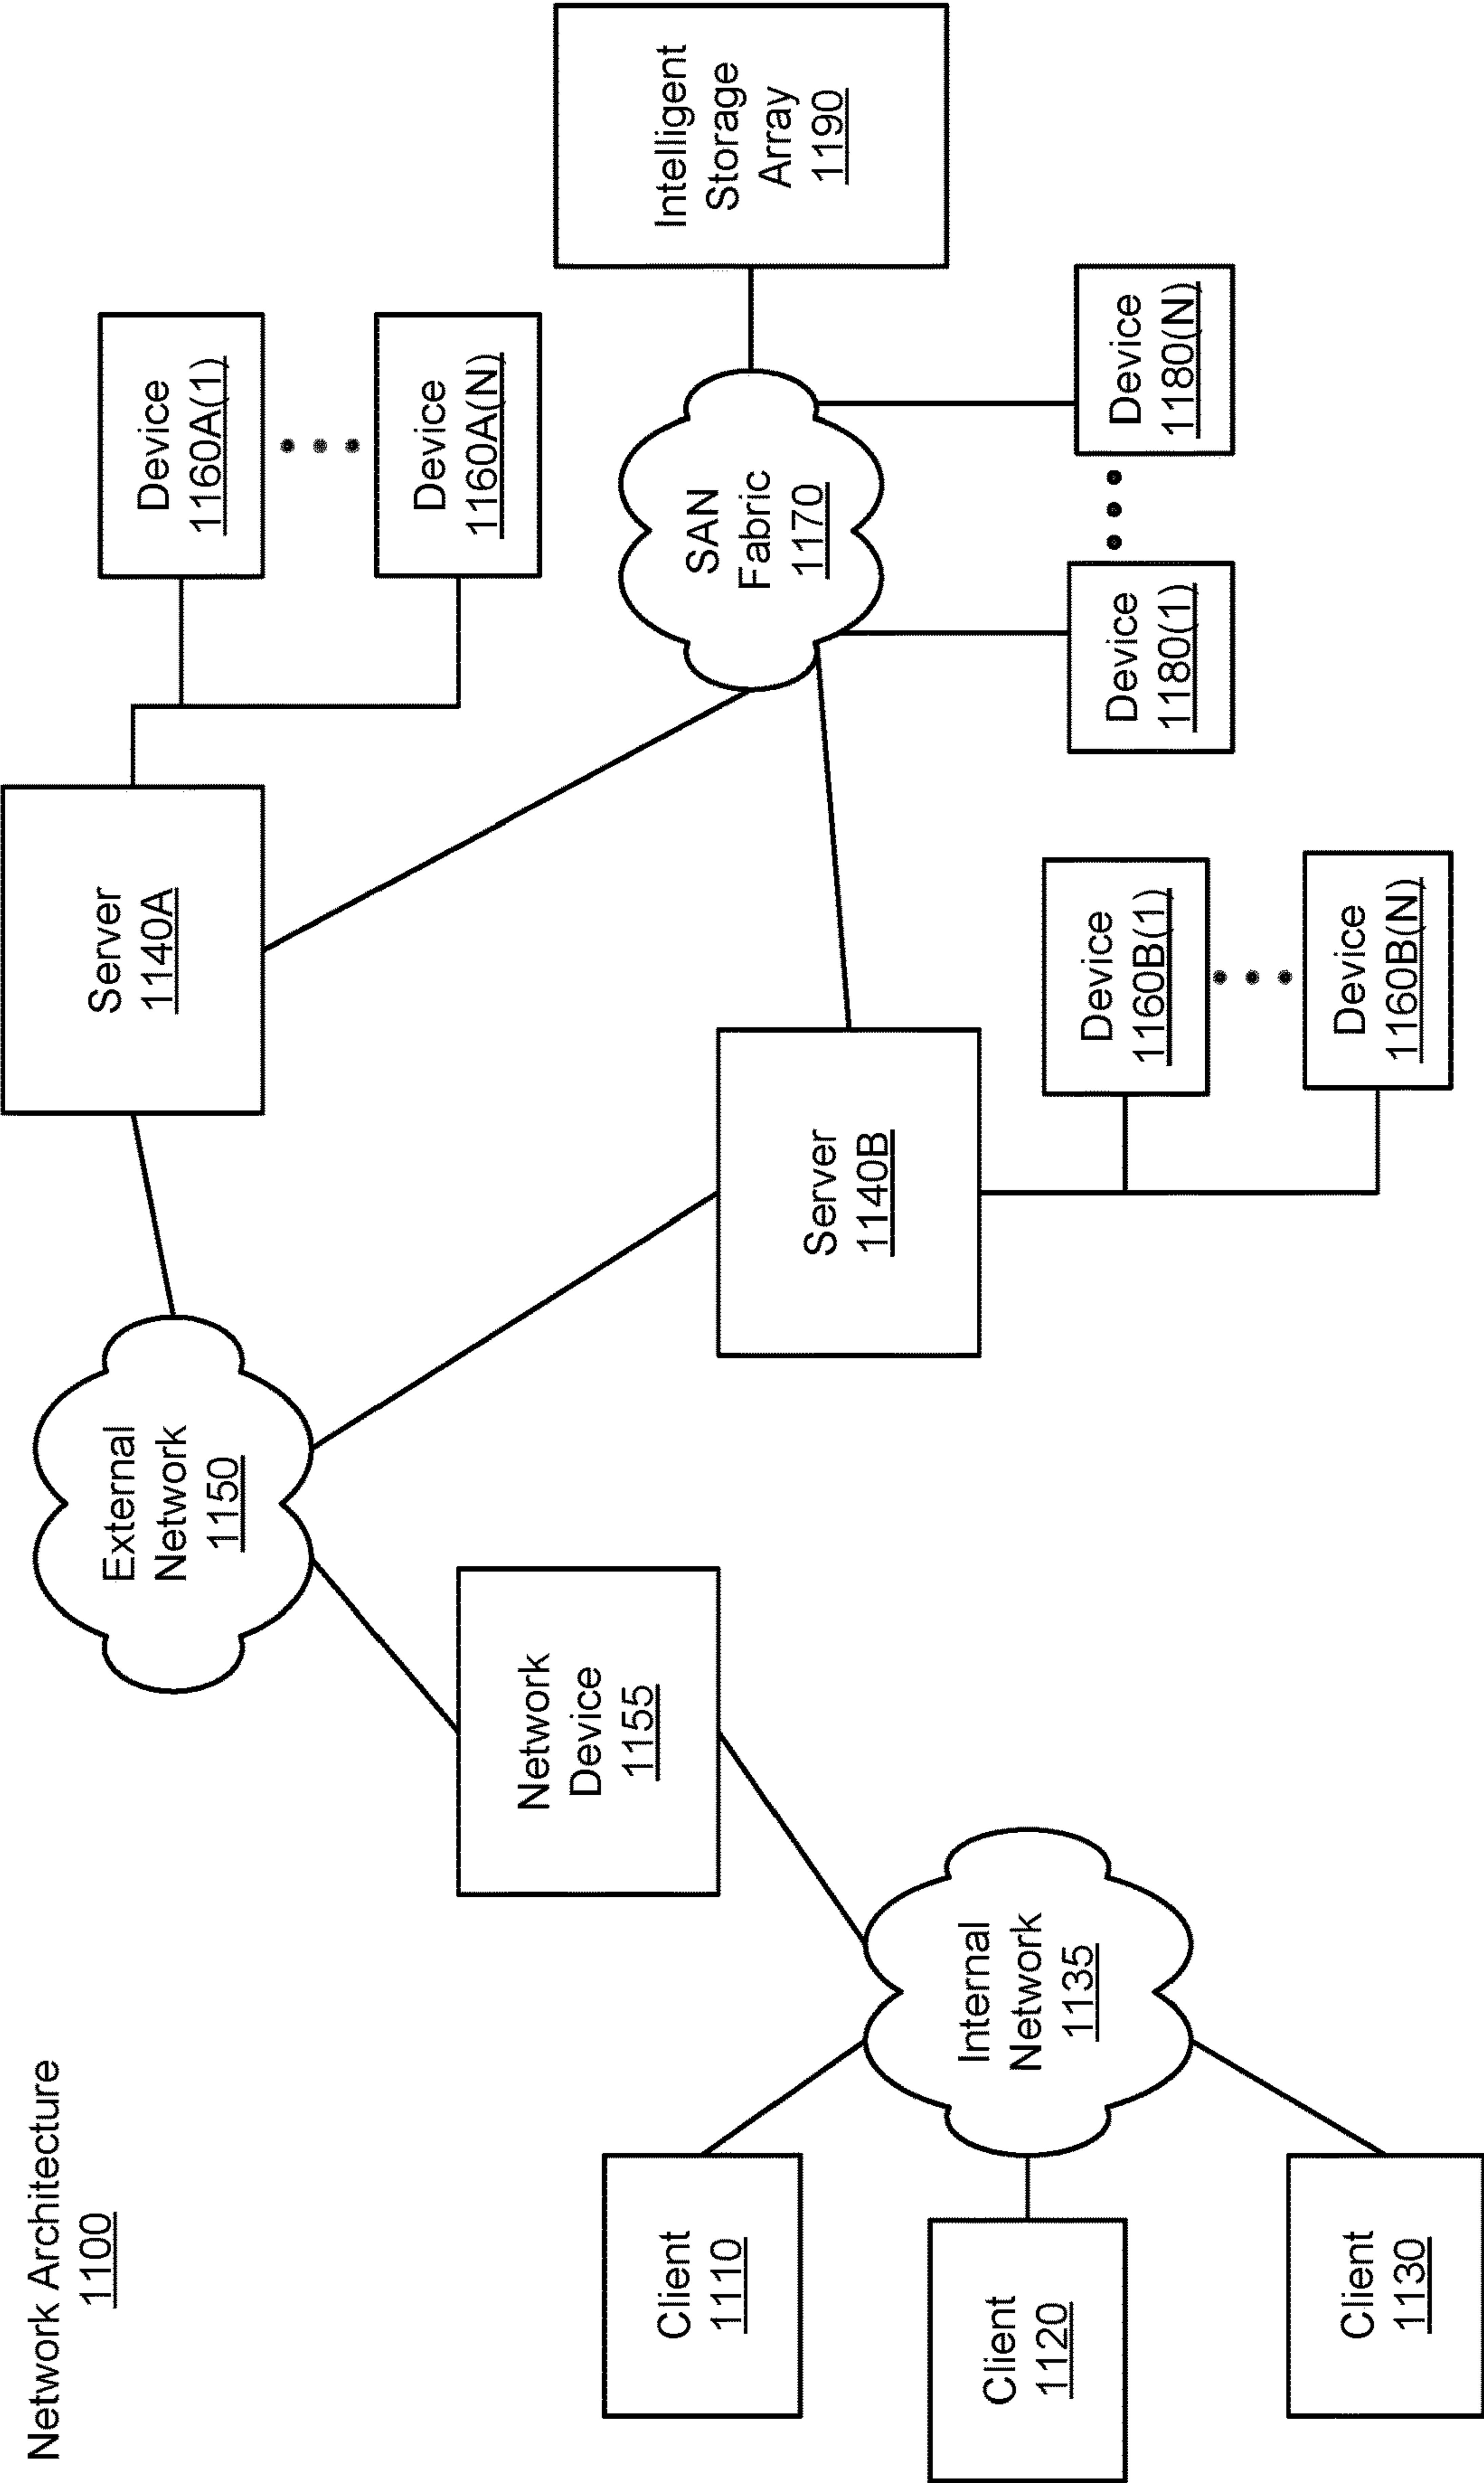 Network Architecture
1100
Client
1110
Client
1120
Client
1130
Internal
Network
1135
Network
Device
1155
External
Network
1150
Server
1140A
Server
1140B
Device
1160A(1)
Device
1160A(N)
Device
1160B(1)
Device
1160B(N)
SAN
Fabric
1170
Device
1180(1)
Device
1180(N)
Intelligent
Storage
Array
1190